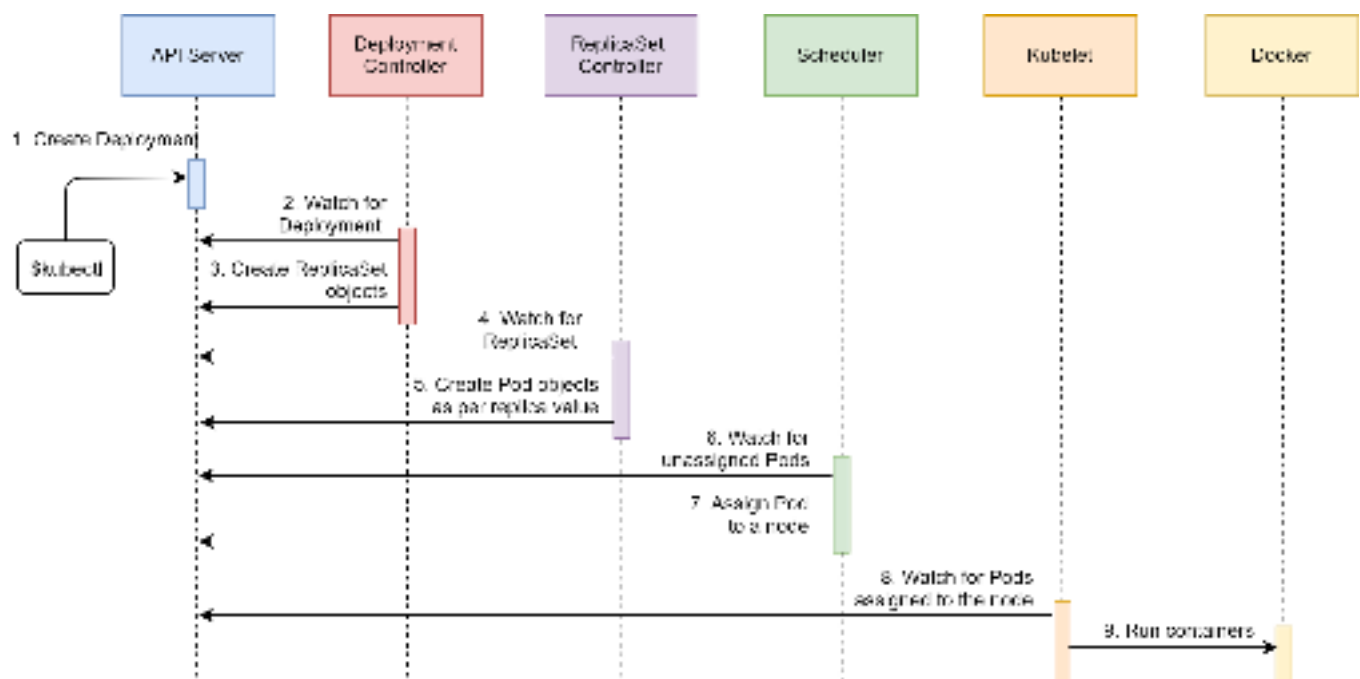 API Server
Deployment
Controller
ReplicaSet
Controller
Scheduler
Kubelet
Docker
1. Create Deployment
$kubectl
2. Watch for
Deployment
3. Create ReplicaSet
objects
4. Watch for
ReplicaSet
5. Create Pod objects
as per replica value
6. Watch for
unassigned Pods
7. Assign Pod
to a node
8. Watch for Pods
assigned to the node
9. Run containers